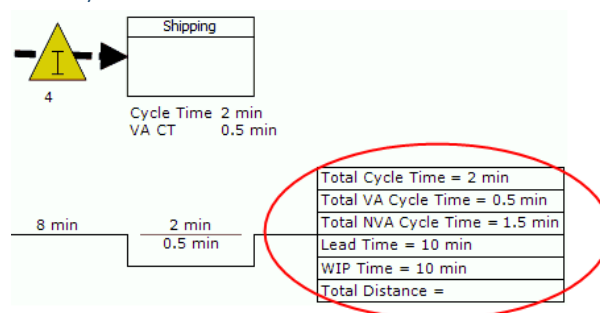 Shipping
I
4
Cycle Time 2 min
VA CT 0.5 min
8 min
2 min
0.5 min
Total Cycle Time = 2 min
Total VA Cycle Time = 0.5 min
Total NVA Cycle Time = 1.5 min
Lead Time = 10 min
WIP Time = 10 min
Total Distance =